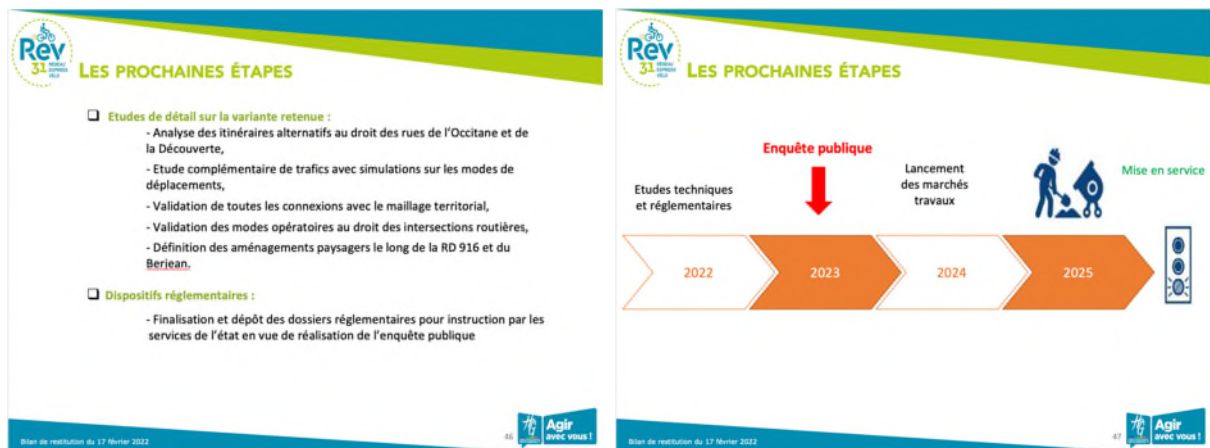 Rev
31 RÉSEAU
EXPRESS
VÉLO
LES PROCHAINES ÉTAPES
Etudes de détail sur la variante retenue :
- Analyse des itinéraires alternatifs au droit des rues de l'Occitane et de
la Découverte,
- Etude complémentaire de trafics avec simulations sur les modes de
déplacements,
- Validation de toutes les connexions avec le maillage territorial,
- Validation des modes opératoires au droit des intersections routières,
- Définition des aménagements paysagers le long de la RD 916 et du
Berjean.
Dispositifs réglementaires :
- Finalisation et dépôt des dossiers réglementaires pour instruction par les
services de l'état en vue de réalisation de l'enquête publique
Bilan de restitution du 17 février 2022
46
HG
Agir
avec vous !
Rev
31 RÉSEAU
EXPRESS
VÉLO
LES PROCHAINES ÉTAPES
Enquête publique
Etudes techniques
et réglementaires
Lancement
des marchés
travaux
Mise en service
2022
2023
2024
2025
Bilan de restitution du 17 février 2022
47
HG
Agir
avec vous !